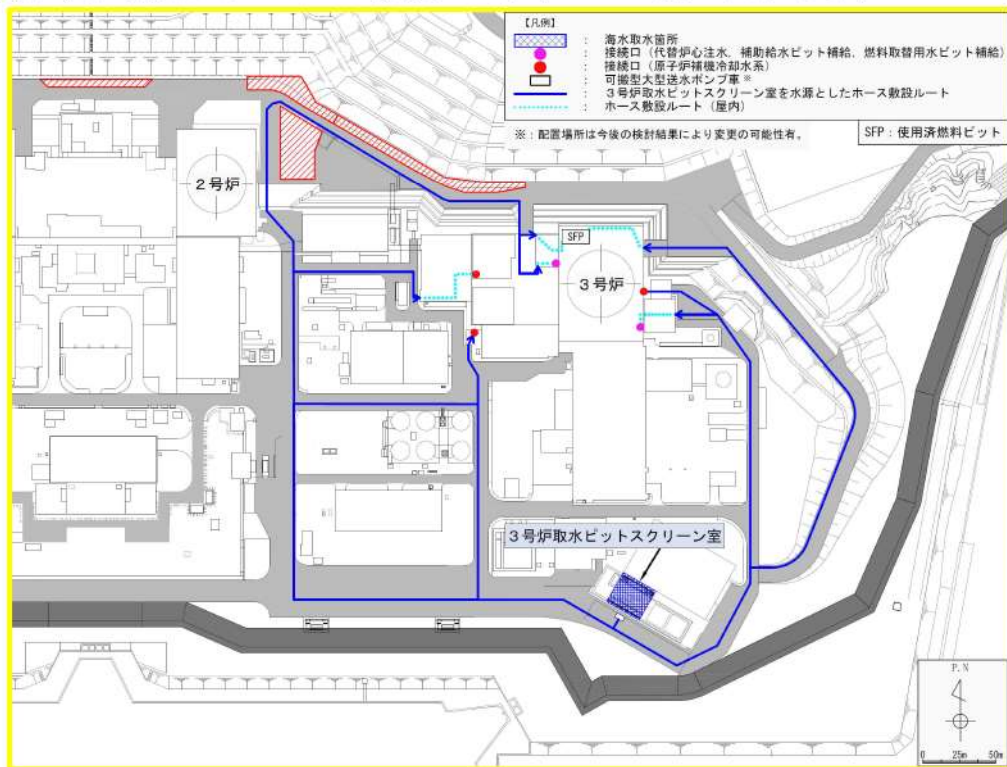 【凡例】
： 海水取水箇所
： 接続口（代替炉心注水，補助給水ピット補給，燃料取替用水ピット補給）
： 接続口（原子炉補機冷却水系）
： 可搬型大型送水ポンプ車※
： ３号炉取水ピットスクリーン室を水源としたホース敷設ルート
： ホース敷設ルート（屋内）
※：配置場所は今後の検討結果により変更の可能性有。
SFP：使用済燃料ピット
２号炉
SFP
３号炉
３号炉取水ピットスクリーン室
P.N
0 25m 50m